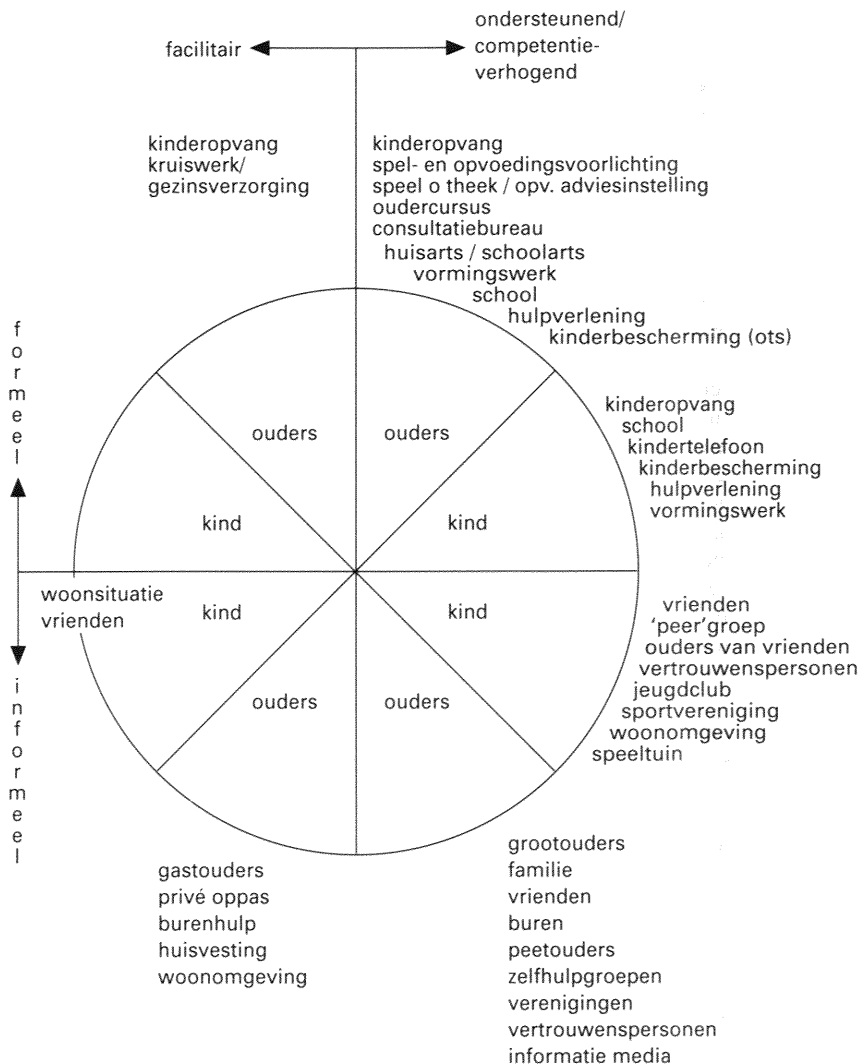 facilitair
ondersteunend/
competentie-
verhogend
kinderopvang
kruiswerk/
gezinsverzorging
kinderopvang
spel- en opvoedingsvoorlichting
speel o theek / opv. adviesinstelling
oudercursus
consultatiebureau
huisarts / schoolarts
vormingswerk
school
hulpverlening
kinderbescherming (ots)
formeel
ouders
ouders
kind
kind
kinderopvang
school
kindertelefoon
kinderbescherming
hulpverlening
vormingswerk
woonsituatie
vrienden
kind
kind
ouders
ouders
vrienden
'peer'groep
ouders van vrienden
vertrouwenspersonen
jeugdclub
sportvereniging
woonomgeving
speeltuin
informeel
gastouders
privé oppas
burenhulp
huisvesting
woonomgeving
grootouders
familie
vrienden
buren
peetouders
zelfhulpgroepen
verenigingen
vertrouwenspersonen
informatie media